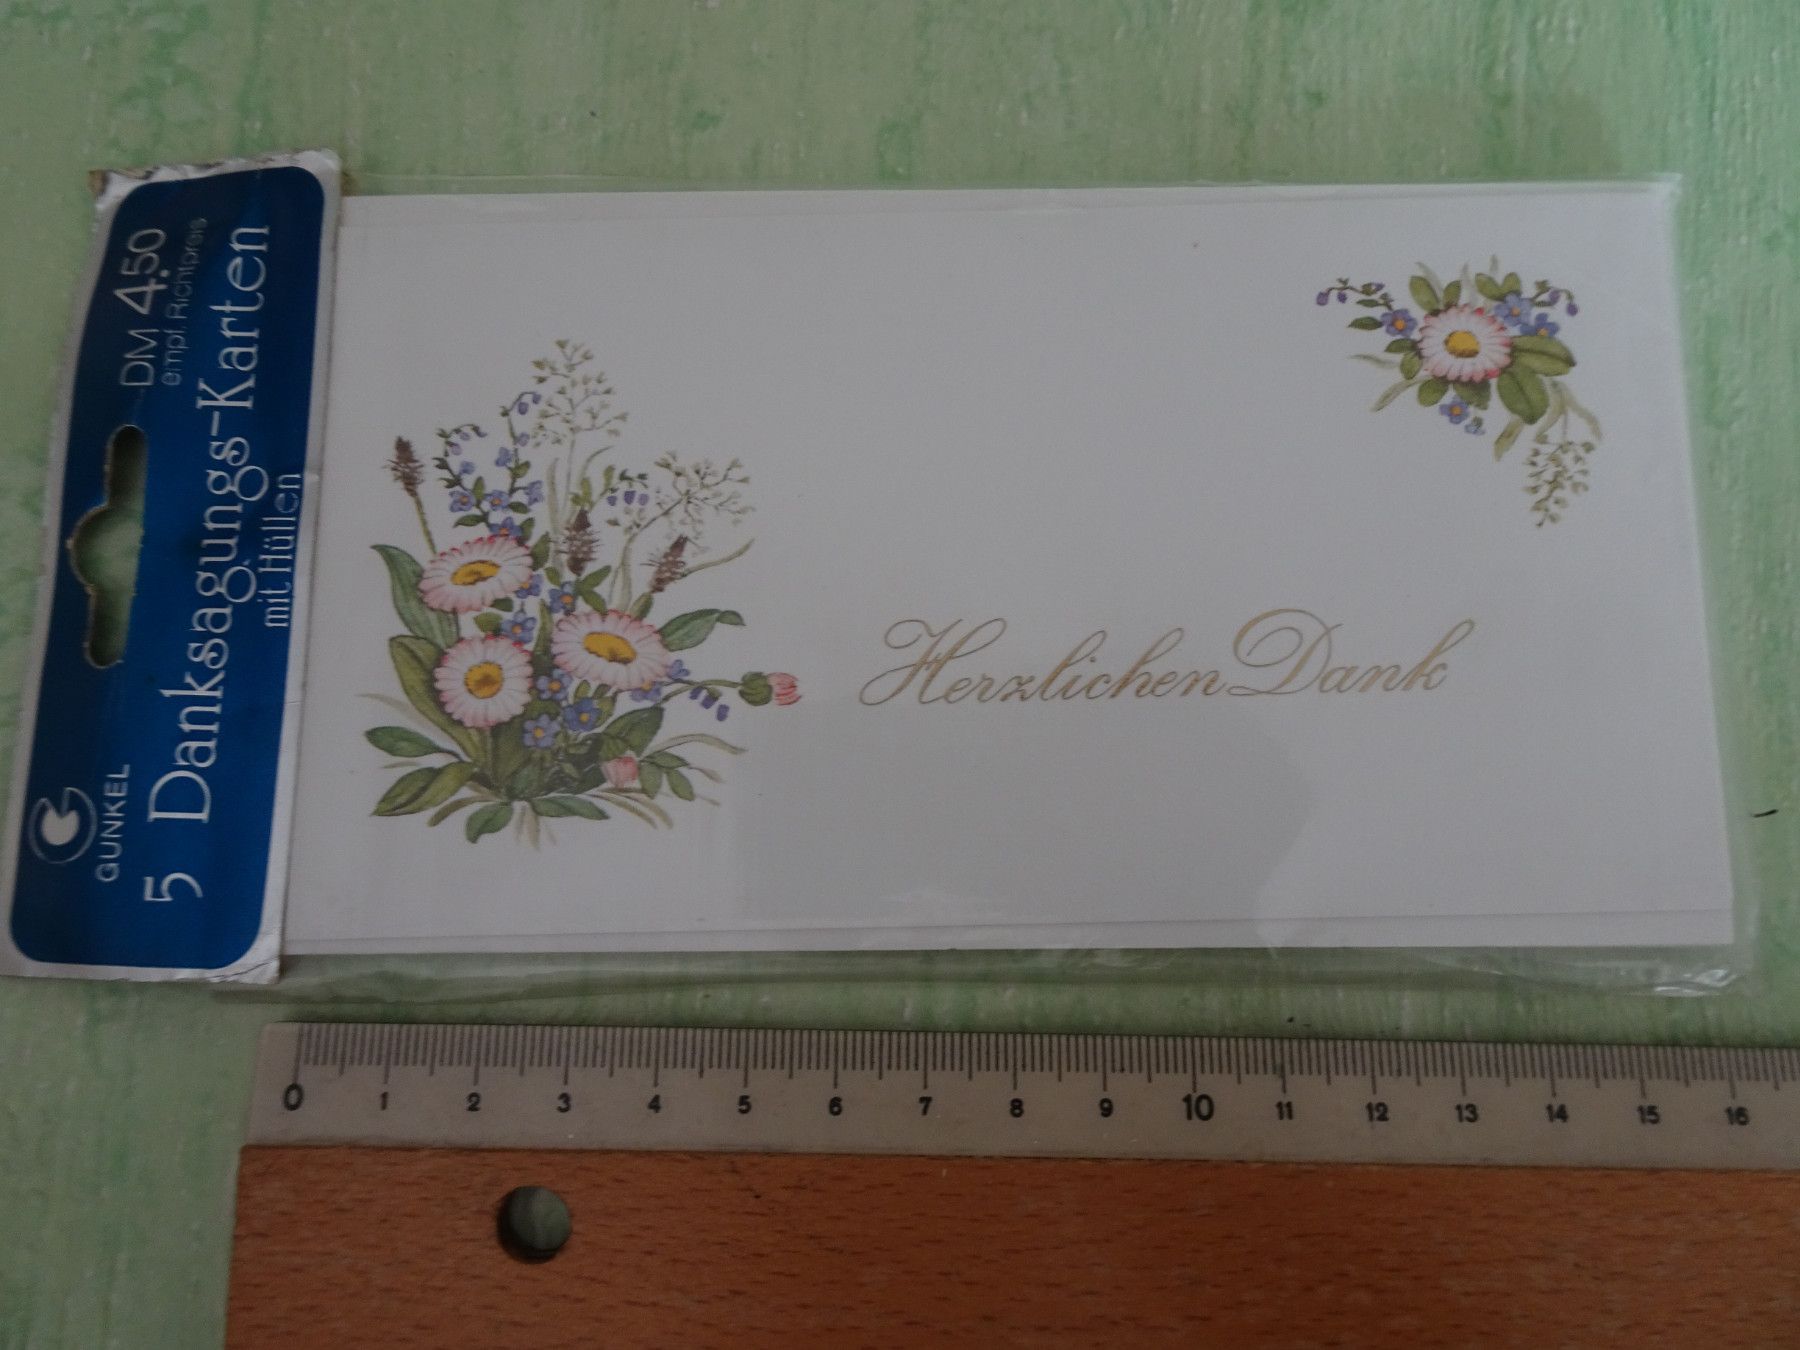 GUNKEL
DM 4.50
empf. Richtpreis
5 Danksagungs-Karten
mit Hüllen
Herzlichen Dank
0 1 2 3 4 5 6 7 8 9 10 11 12 13 14 15 16